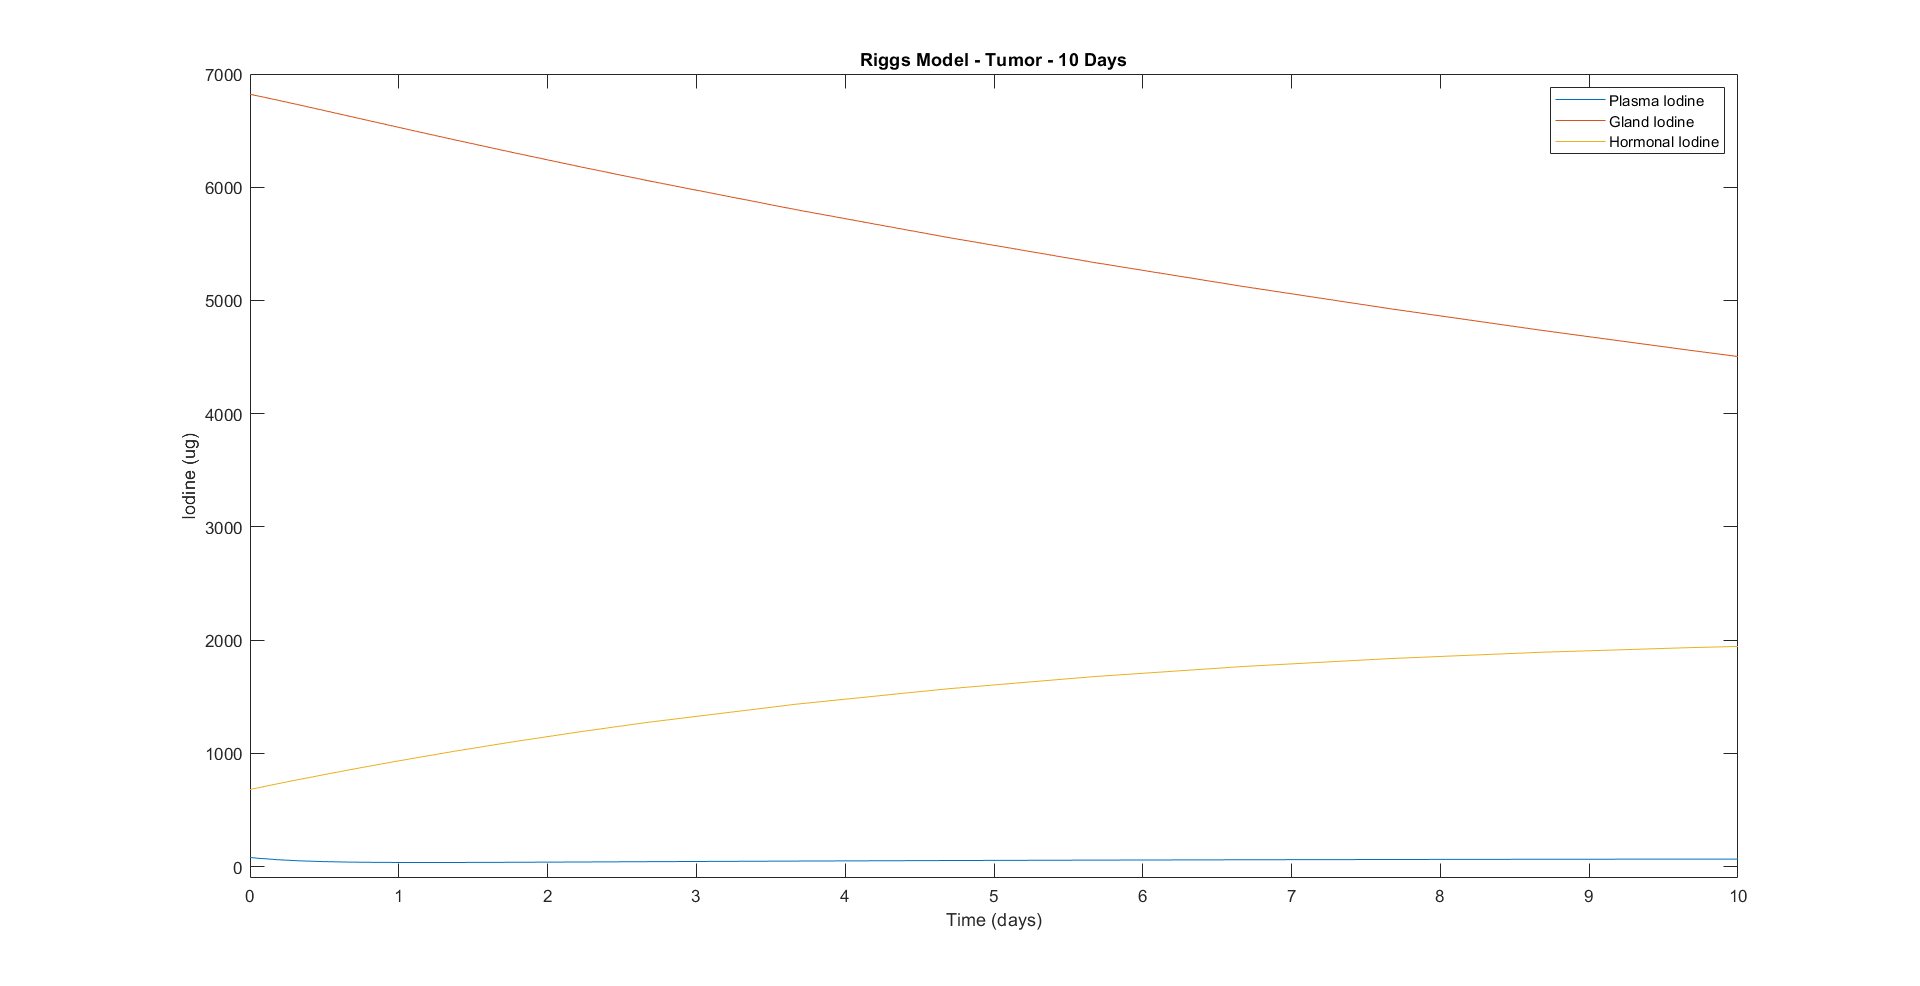 Riggs Model - Tumor - 10 Days
Plasma Iodine
Gland Iodine
Hormonal Iodine
Iodine (ug)
7000
6000
5000
4000
3000
2000
1000
0
0 1 2 3 4 5 6 7 8 9 10
Time (days)